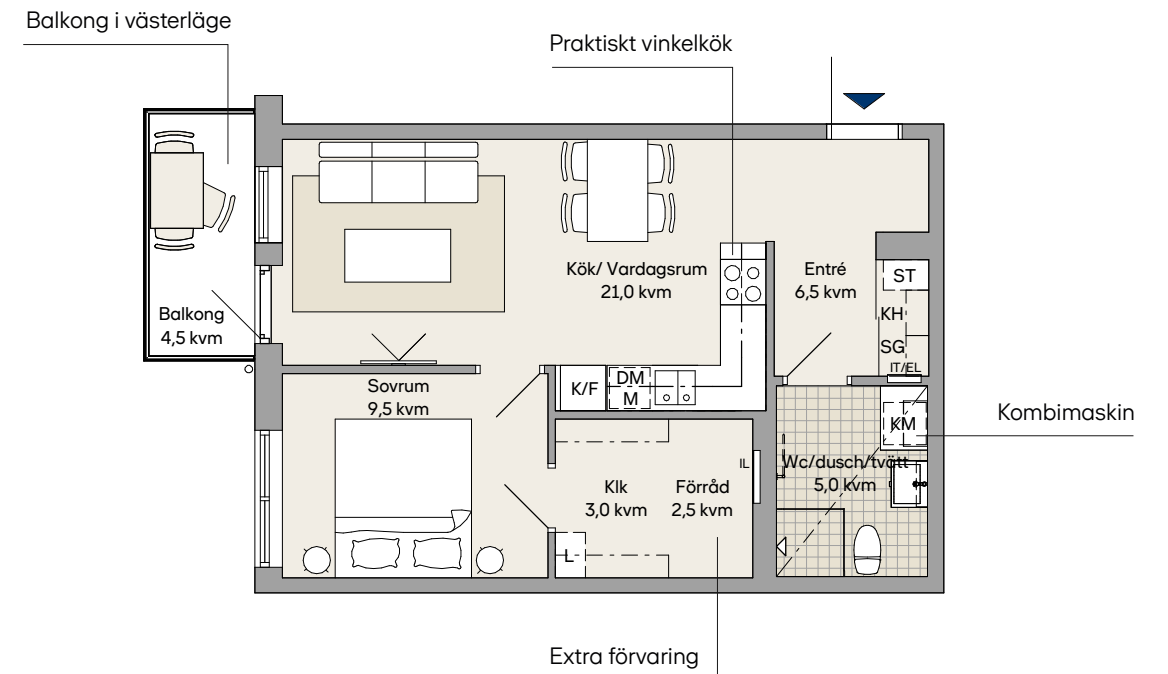 Balkong i västerläge
Praktiskt vinkelkök
Kök/ Vardagsrum
21,0 kvm
Entré
6,5 kvm
ST
KH
SG
IT/EL
Balkong
4,5 kvm
Sovrum
9,5 kvm
K/F
DM
M
KM
Kombimaskin
IL
Wc/dusch/tvätt
5,0 kvm
Klk
3,0 kvm
Förråd
2,5 kvm
L
Extra förvaring